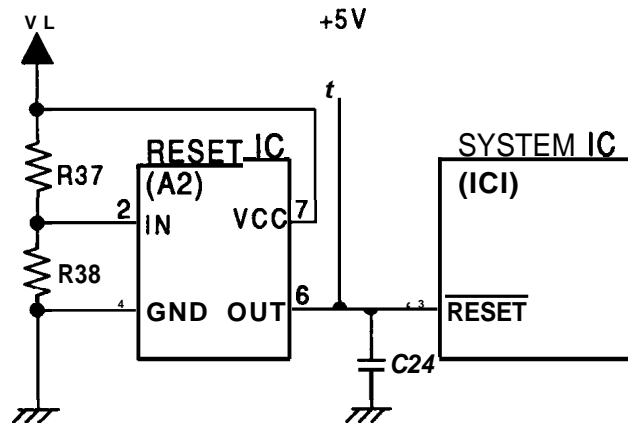 VL
+5V
t
RESET IC
(A2)
SYSTEM IC
(ICI)
R37
2
IN
VCC
7
R38
4
GND
OUT
6
3
RESET
C24